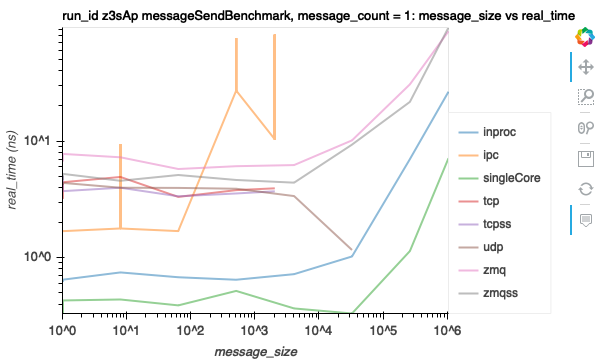 run_id z3sAp messageSendBenchmark, message_count = 1: message_size vs real_time
real_time (ns)
10^1
10^0
inproc
ipc
singleCore
tcp
tcpss
udp
zmq
zmqss
10^0 10^1 10^2 10^3 10^4 10^5 10^6
message_size